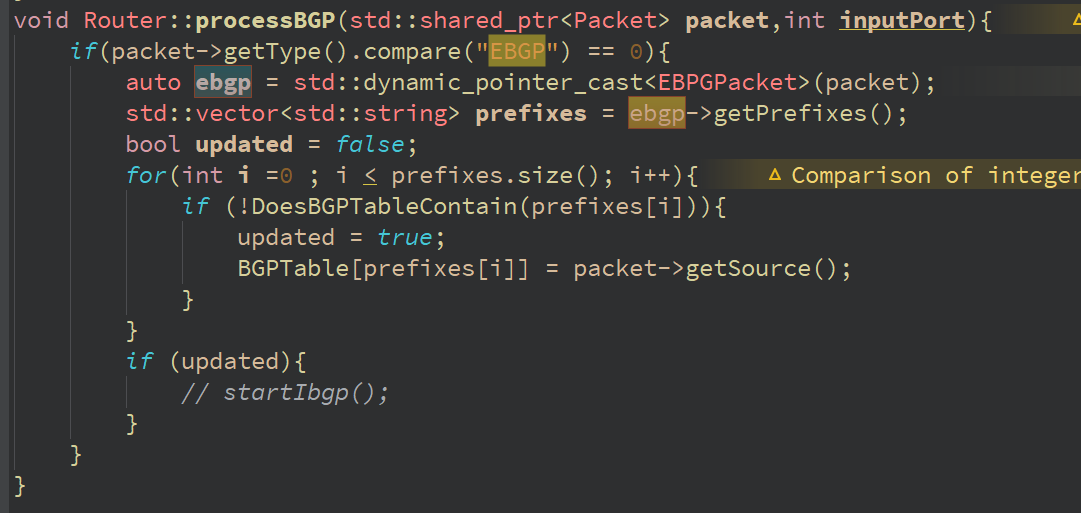 void Router::processBGP(std::shared_ptr<Packet> packet,int inputPort){
    if(packet->getType().compare("EBGP") == 0){
        auto ebgp = std::dynamic_pointer_cast<EBPGPacket>(packet);
        std::vector<std::string> prefixes = ebgp->getPrefixes();
        bool updated = false;
        for(int i =0 ; i < prefixes.size(); i++){ Comparison of integer
            if (!DoesBGPTableContain(prefixes[i])){
                updated = true;
                BGPTable[prefixes[i]] = packet->getSource();
            }
        }
        if (updated){
            // startIbgp();
        }
    }
}